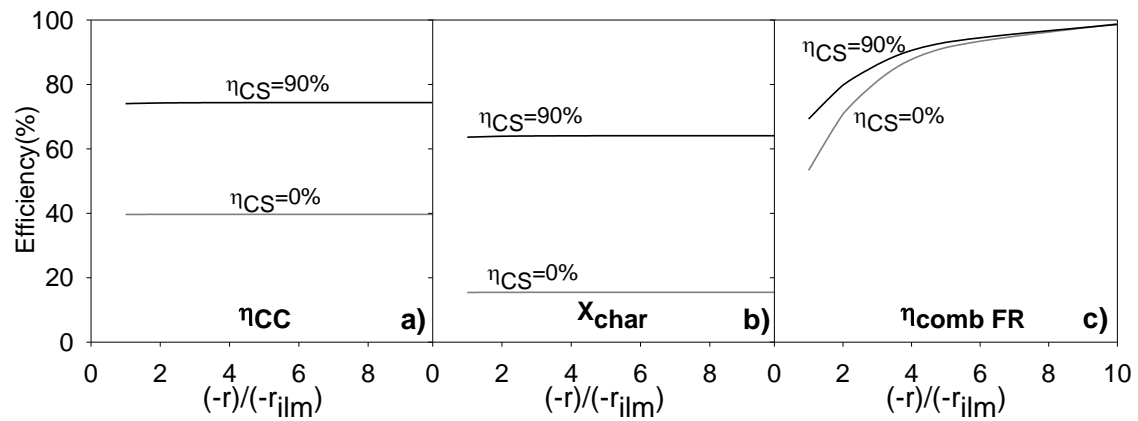 100
80
60
40
20
0
Efficiency(%)
ηCS=90%
ηCS=0%
ηCC
a)
0 2 4 6 8
(-r)/(-rilm)
ηCS=90%
ηCS=0%
Xchar
b)
0 2 4 6 8
(-r)/(-rilm)
ηCS=90%
ηCS=0%
ηcomb FR
c)
0 2 4 6 8 10
(-r)/(-rilm)